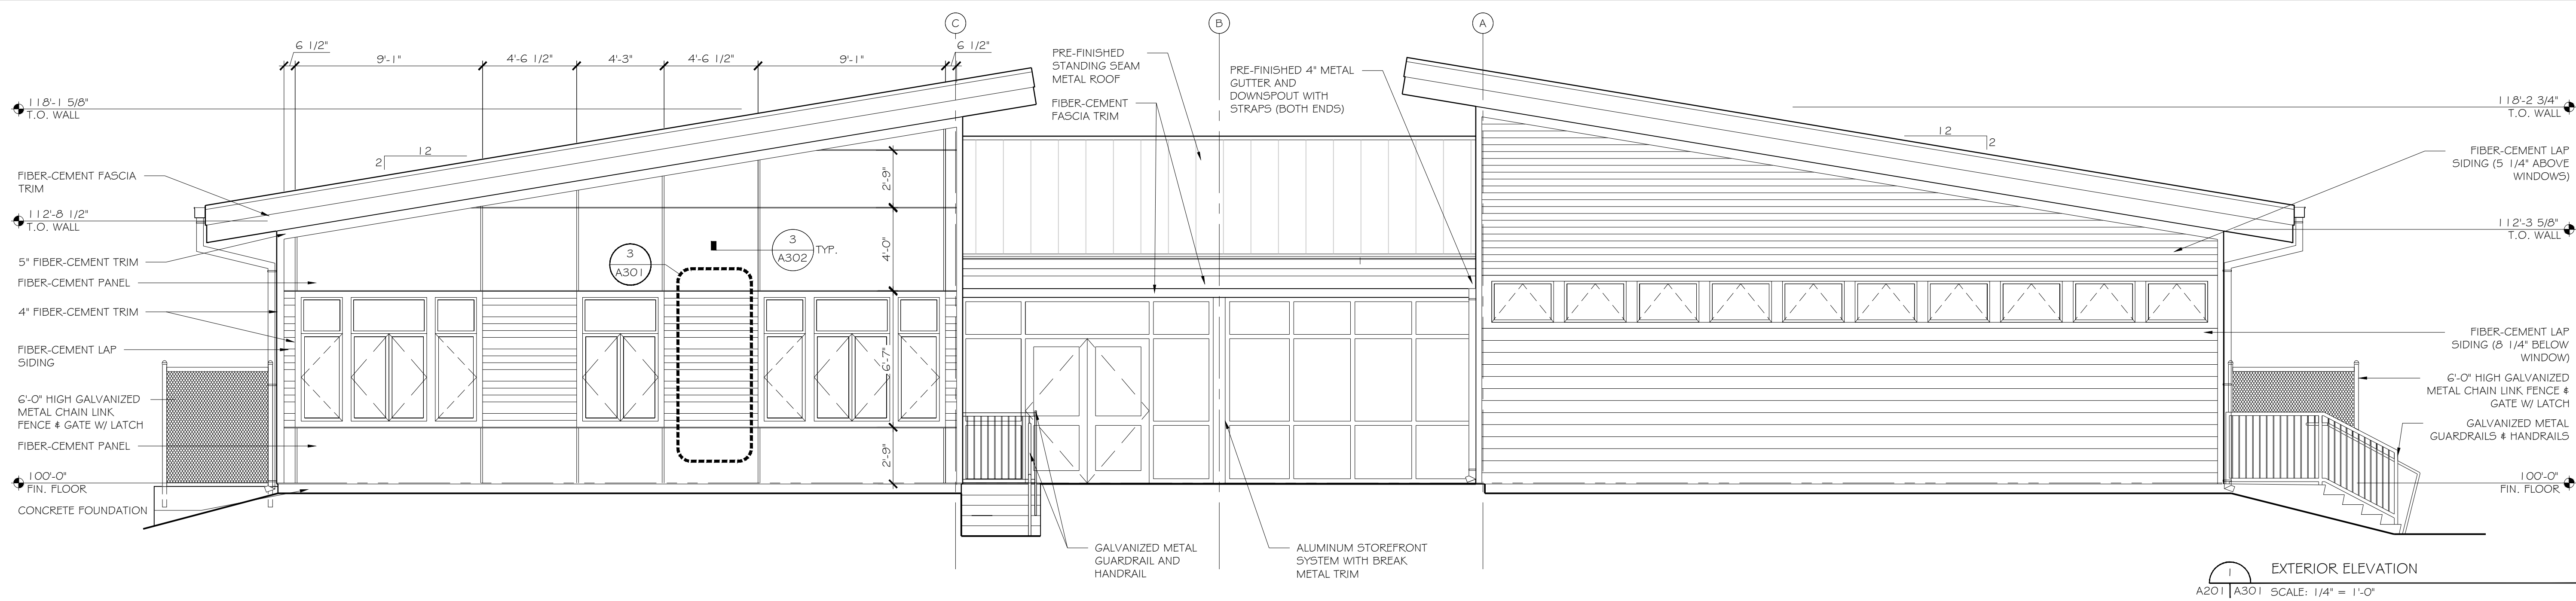 C
B
A
6 1/2"
9'-1"
4'-6 1/2"
4'-3"
4'-6 1/2"
9'-1"
6 1/2"
118'-1 5/8"
T.O. WALL
12
2
FIBER-CEMENT FASCIA
TRIM
112'-8 1/2"
T.O. WALL
5" FIBER-CEMENT TRIM
FIBER-CEMENT PANEL
4" FIBER-CEMENT TRIM
FIBER-CEMENT LAP
SIDING
6'-0" HIGH GALVANIZED
METAL CHAIN LINK
FENCE & GATE W/ LATCH
FIBER-CEMENT PANEL
100'-0"
FIN. FLOOR
CONCRETE FOUNDATION
3
A301
3
A302
TYP.
2'-9"
4'-0"
6'-7"
2'-9"
PRE-FINISHED
STANDING SEAM
METAL ROOF
FIBER-CEMENT
FASCIA TRIM
PRE-FINISHED 4" METAL
GUTTER AND
DOWNSPOUT WITH
STRAPS (BOTH ENDS)
GALVANIZED METAL
GUARDRAIL AND
HANDRAIL
ALUMINUM STOREFRONT
SYSTEM WITH BREAK
METAL TRIM
12
2
118'-2 3/4"
T.O. WALL
FIBER-CEMENT LAP
SIDING (5 1/4" ABOVE
WINDOWS)
112'-3 5/8"
T.O. WALL
FIBER-CEMENT LAP
SIDING (8 1/4" BELOW
WINDOW)
6'-0" HIGH GALVANIZED
METAL CHAIN LINK FENCE &
GATE W/ LATCH
GALVANIZED METAL
GUARDRAILS & HANDRAILS
100'-0"
FIN. FLOOR
1
A201 A301
EXTERIOR ELEVATION
SCALE: 1/4" = 1'-0"